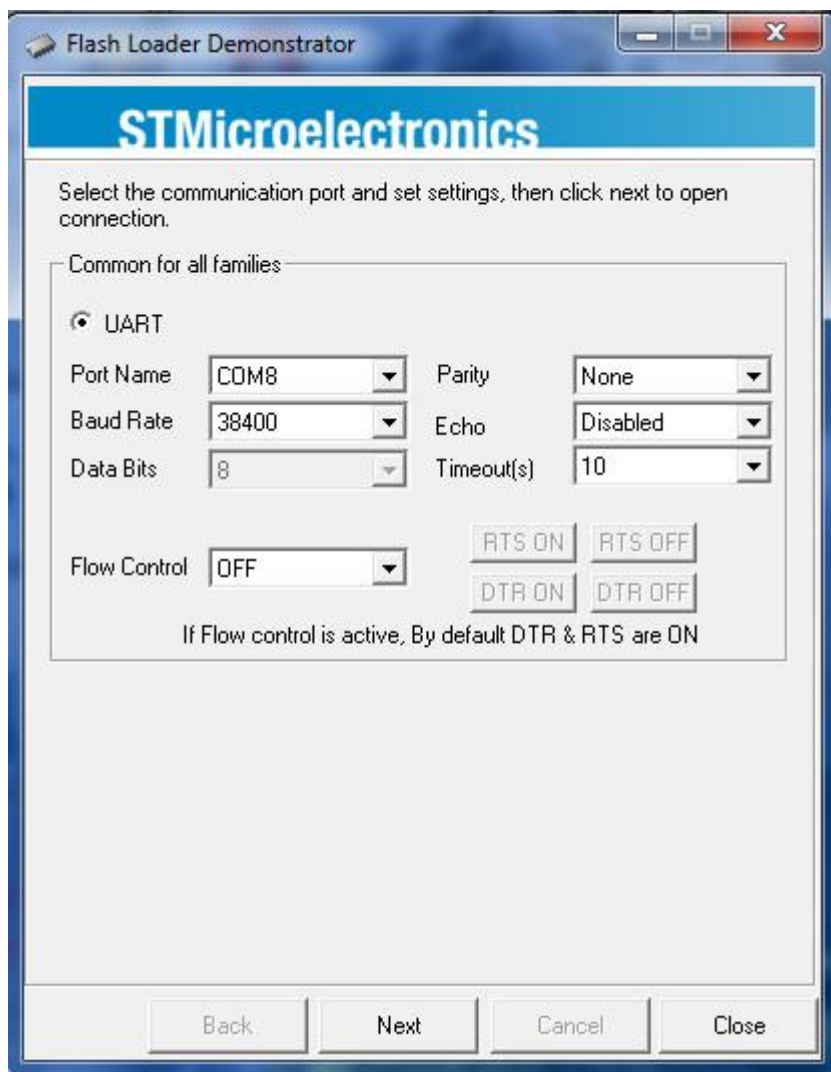 Flash Loader Demonstrator
STMicroelectronics
Select the communication port and set settings, then click next to open
connection.
Common for all families
UART
Port Name COM8 Parity None
Baud Rate 38400 Echo Disabled
Data Bits 8 Timeout(s) 10
RTS ON RTS OFF
Flow Control OFF
DTR ON DTR OFF
If Flow control is active, By default DTR & RTS are ON
Back Next Cancel Close